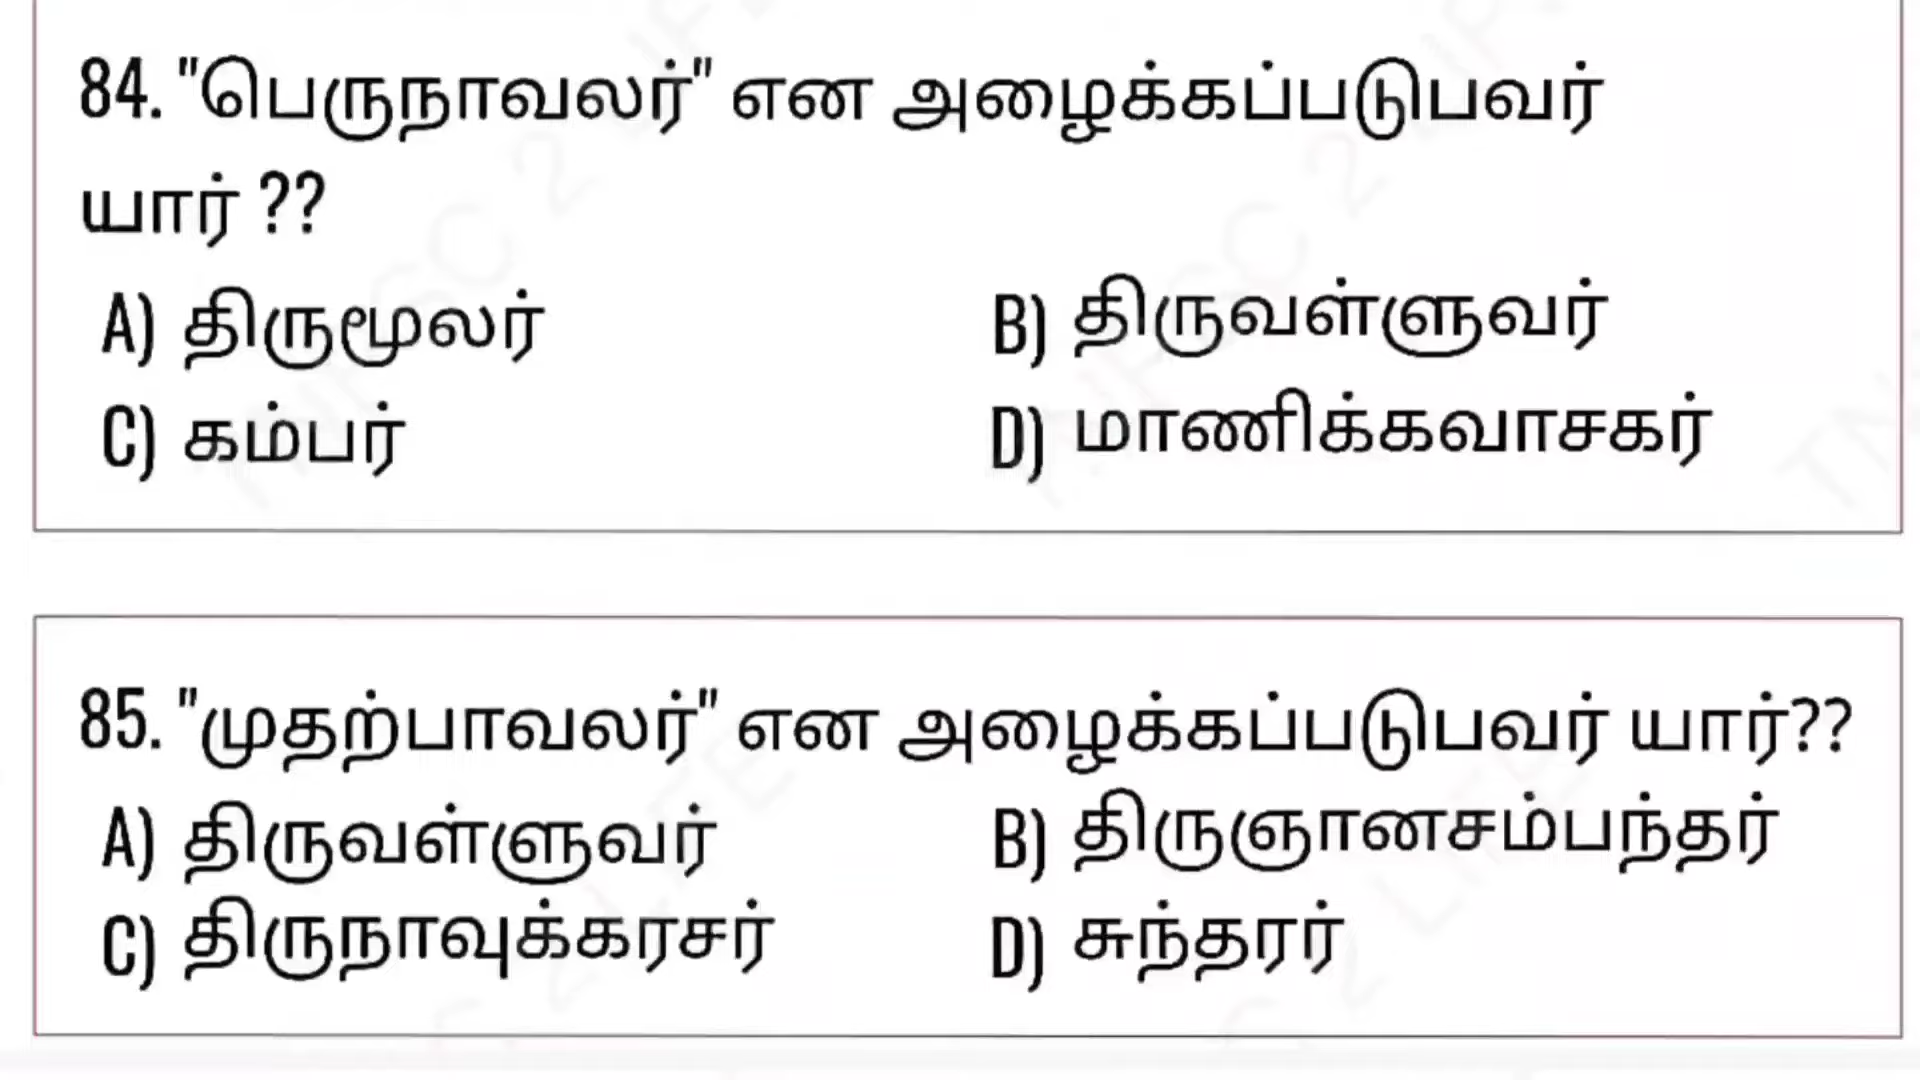 84. "பெருநாவலர்" என அழைக்கப்படுபவர்
யார் ??
A) திருமூலர் B) திருவள்ளுவர்
C) கம்பர் D) மாணிக்கவாசகர்
85. "முதற்பாவலர்" என அழைக்கப்படுபவர் யார்??
A) திருவள்ளுவர் B) திருஞானசம்பந்தர்
C) திருநாவுக்கரசர் D) சுந்தரர்